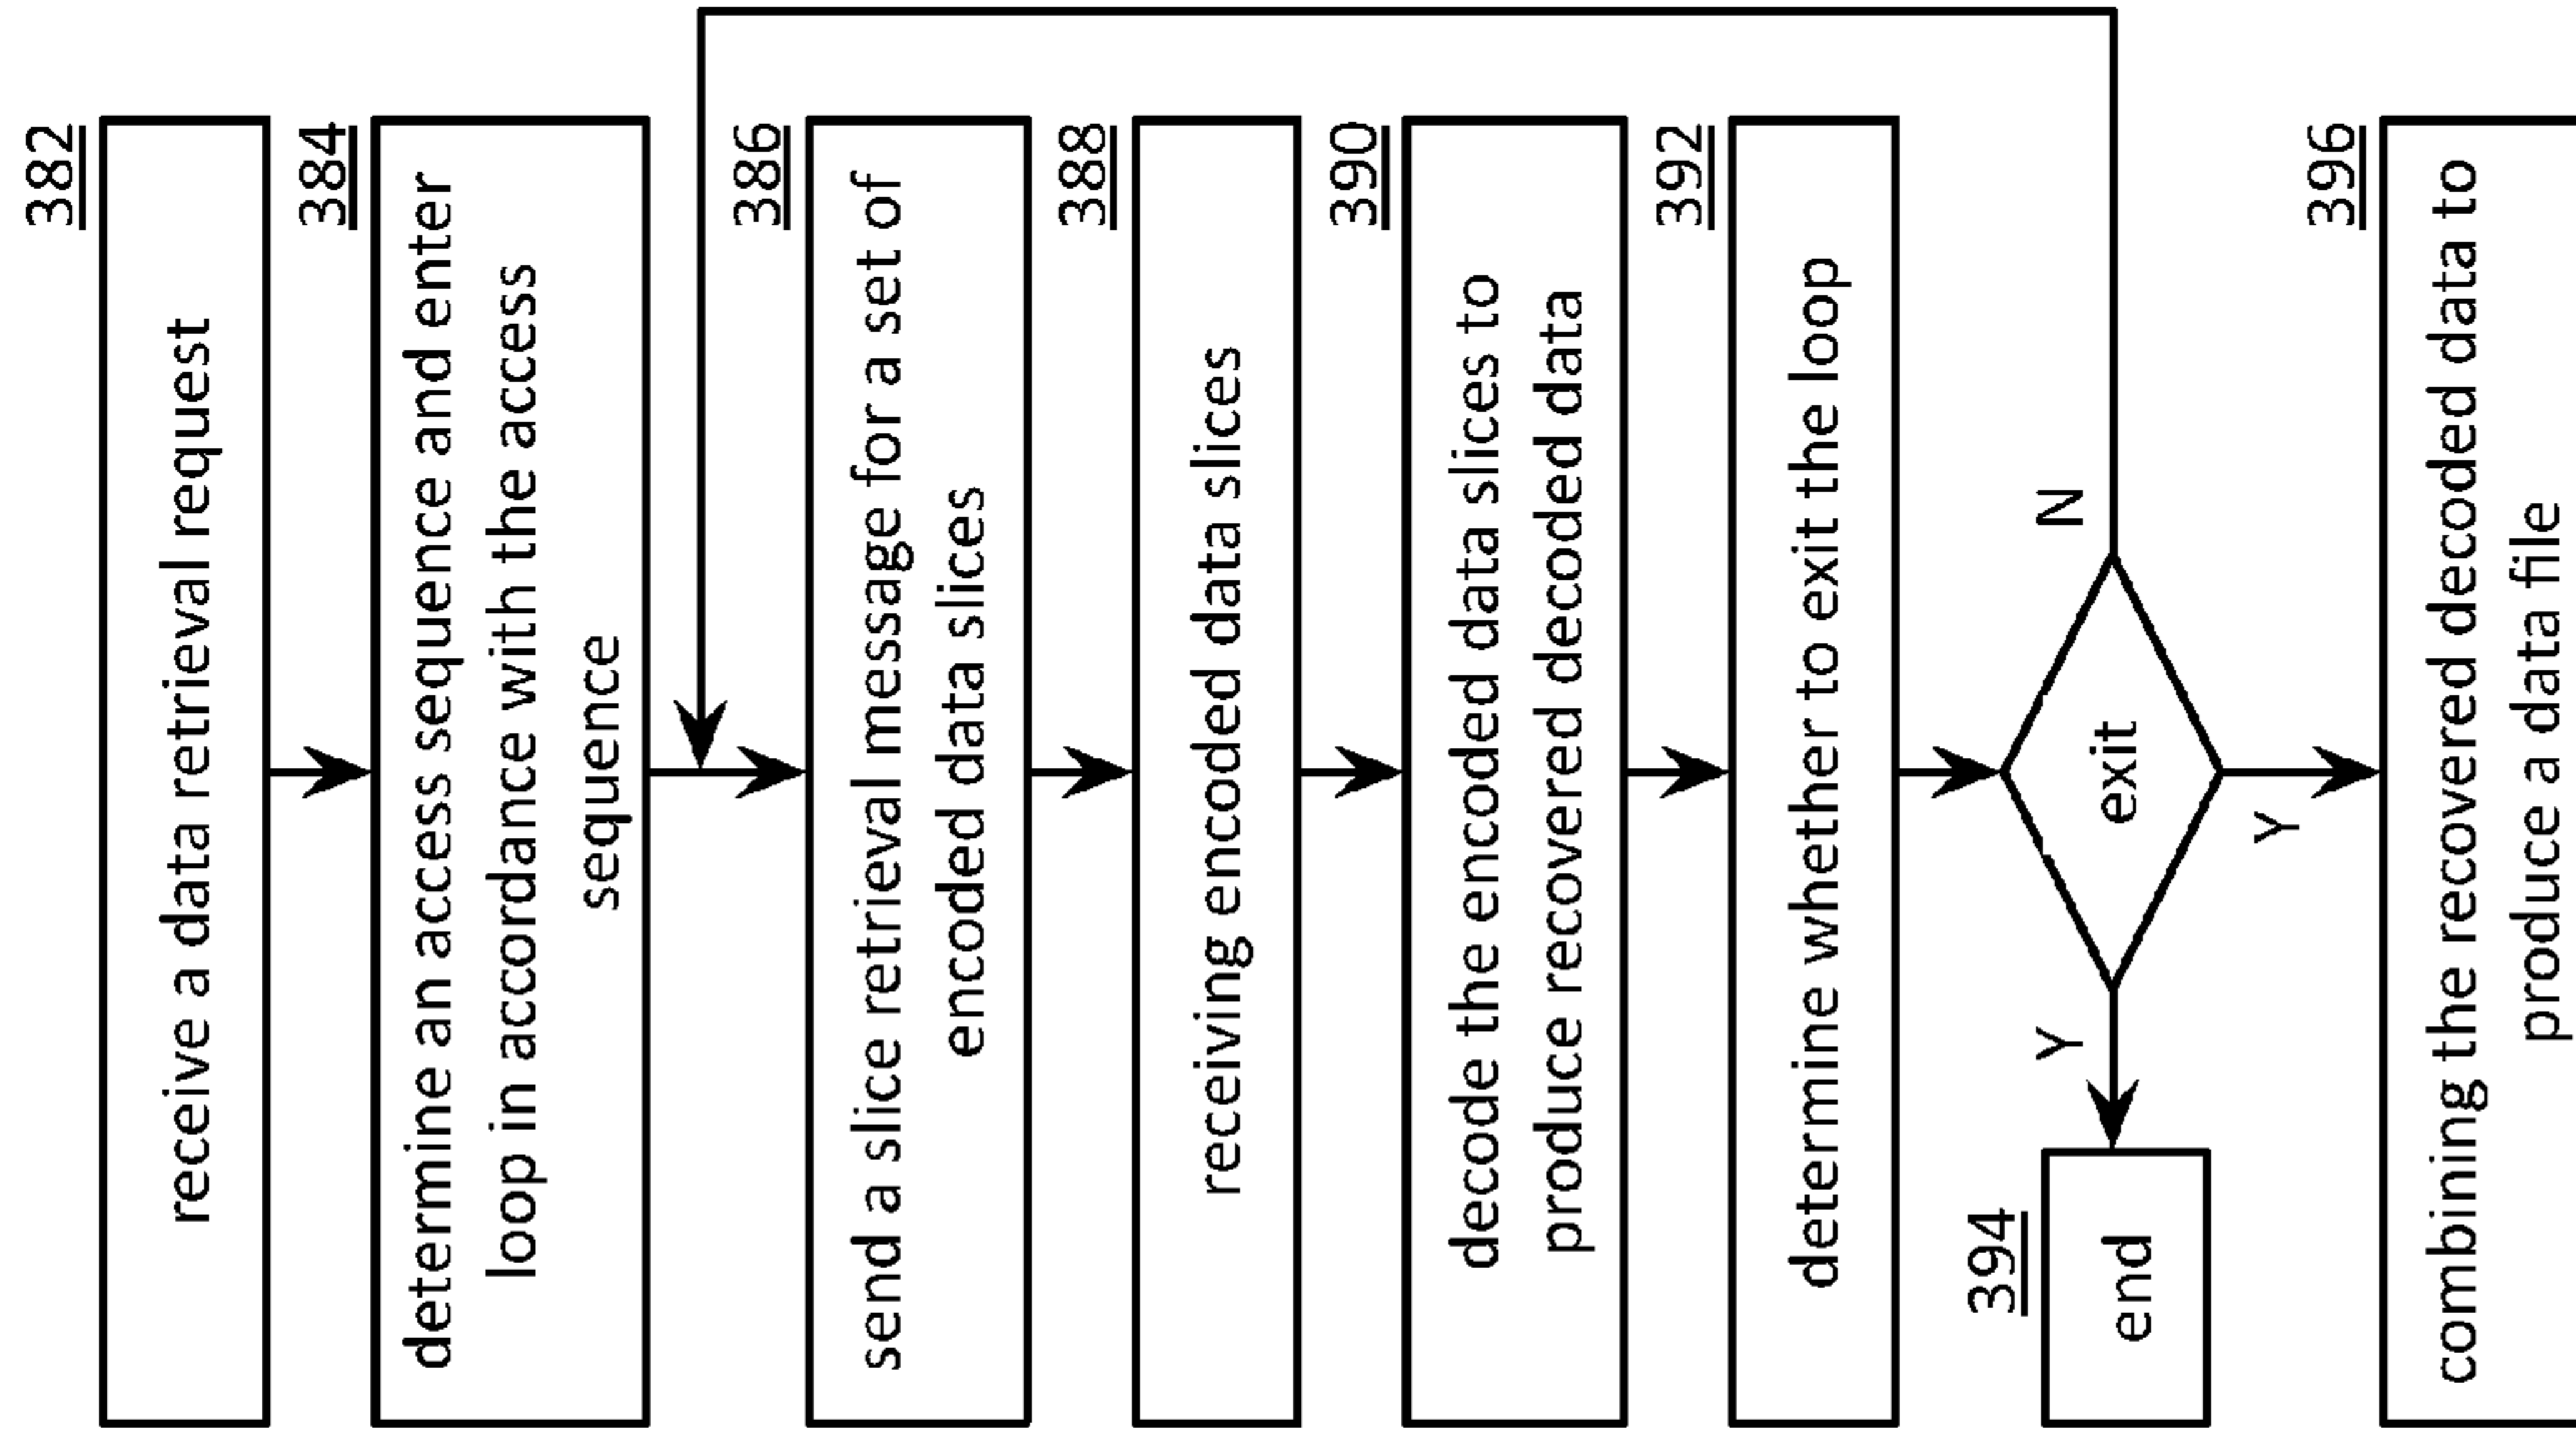 382
receive a data retrieval request
384
determine an access sequence and enter
loop in accordance with the access
sequence
386
send a slice retrieval message for a set of
encoded data slices
388
receiving encoded data slices
390
decode the encoded data slices to
produce recovered decoded data
392
determine whether to exit the loop
394
end
Y
exit
N
Y
396
combining the recovered decoded data to
produce a data file